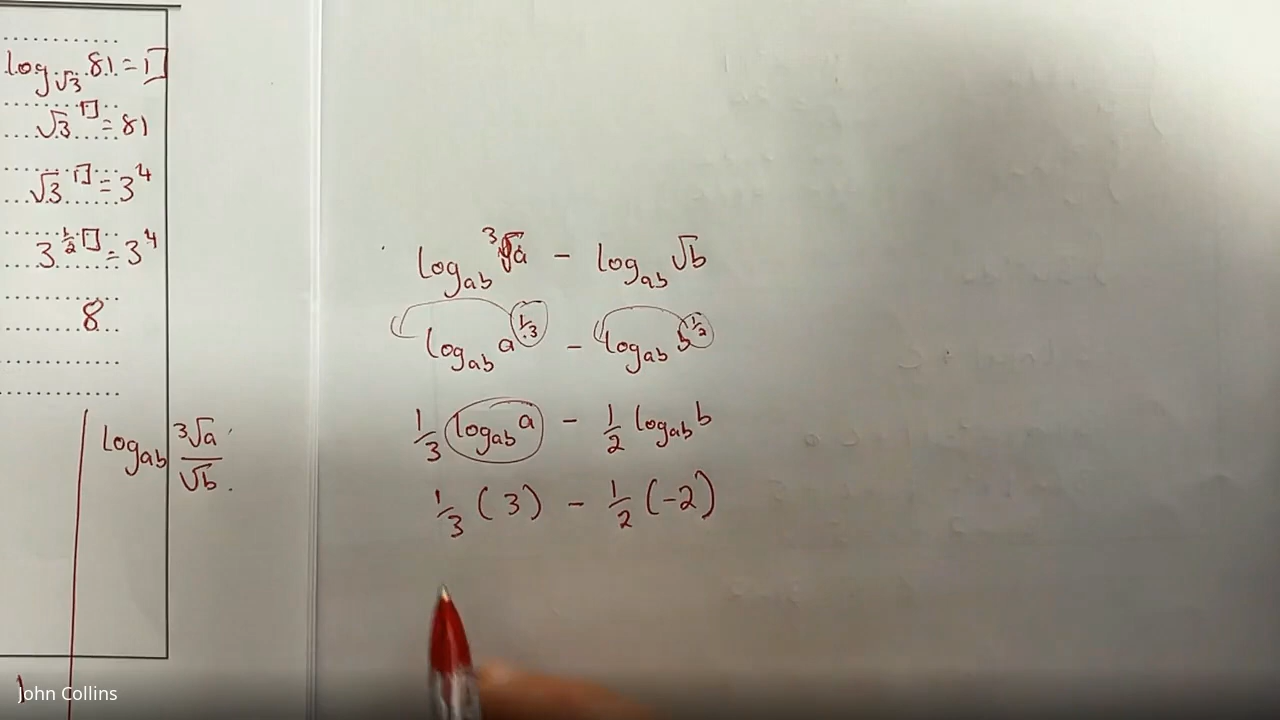 log_√3 81 = □
√3^□ = 81
√3^□ = 3^4
3^(1/2 □) = 3^4
8
log_ab ∛a / √b
log_ab ∛a − log_ab √b
log_ab a^(1/3) − log_ab b^(1/2)
1/3 log_ab a − 1/2 log_ab b
1/3 (3) − 1/2 (−2)
John Collins